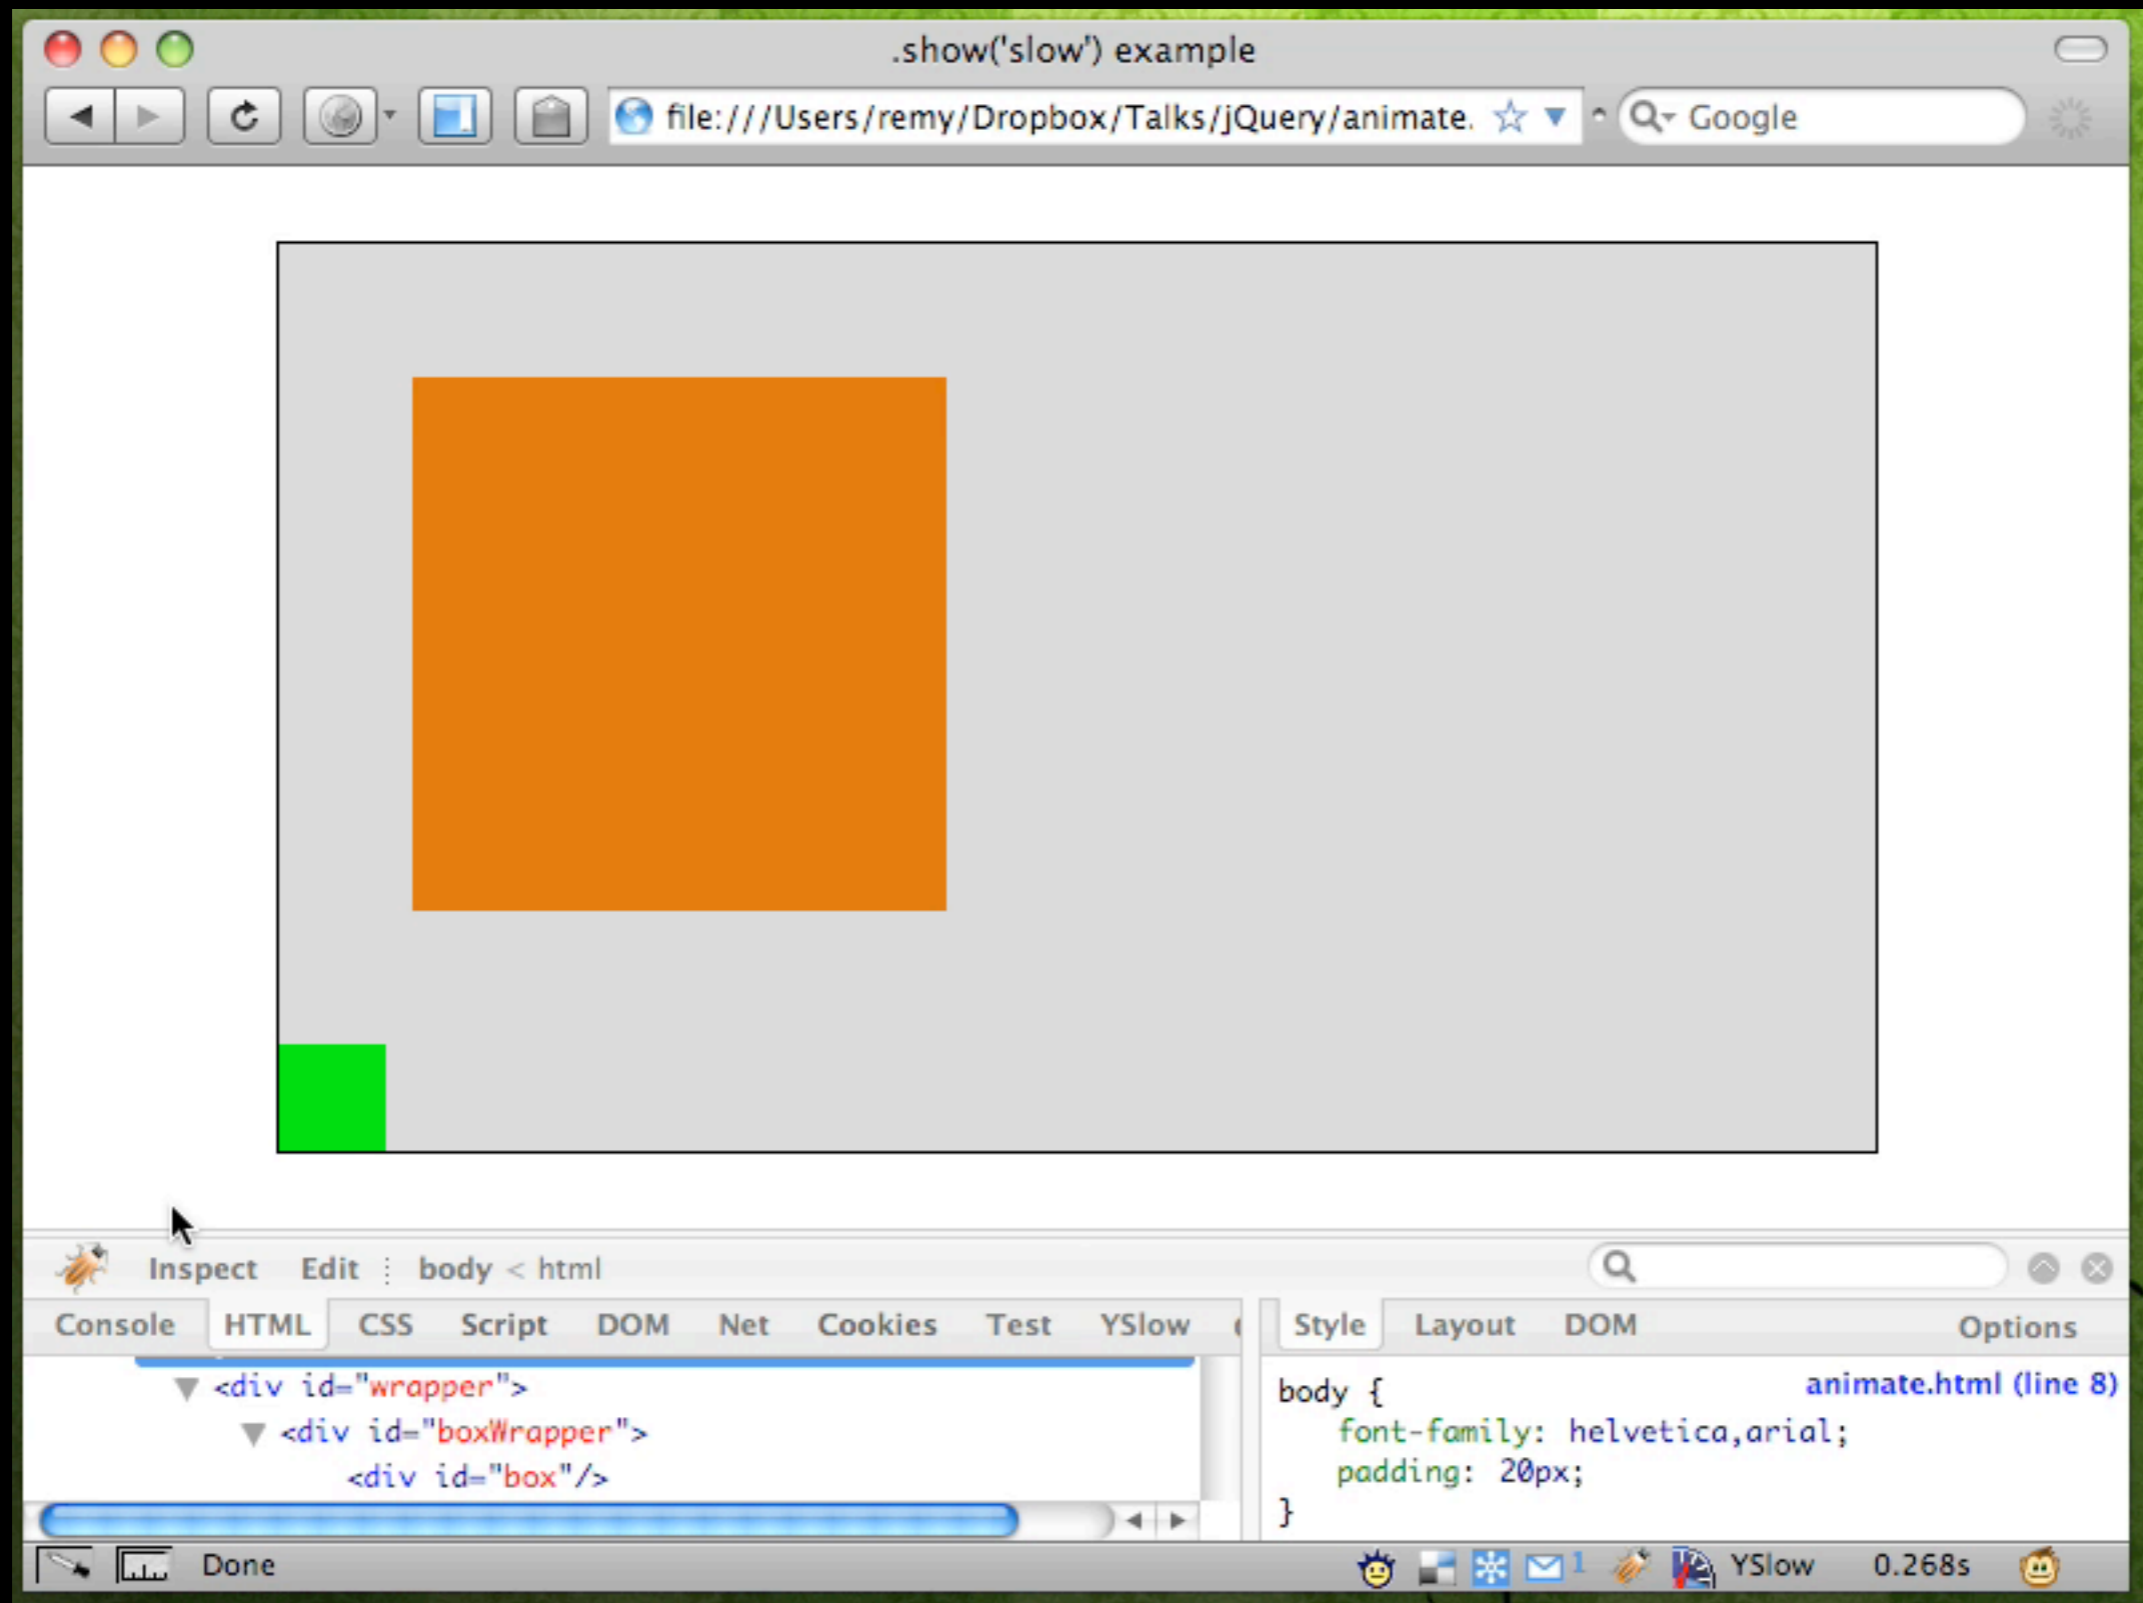 .show('slow') example
file:///Users/remy/Dropbox/Talks/jQuery/animate.
Google
Inspect Edit body < html
Console HTML CSS Script DOM Net Cookies Test YSlow
Style Layout DOM Options
<div id="wrapper">
<div id="boxWrapper">
<div id="box"/>
body { animate.html (line 8)
font-family: helvetica,arial;
padding: 20px;
}
Done 1 YSlow 0.268s